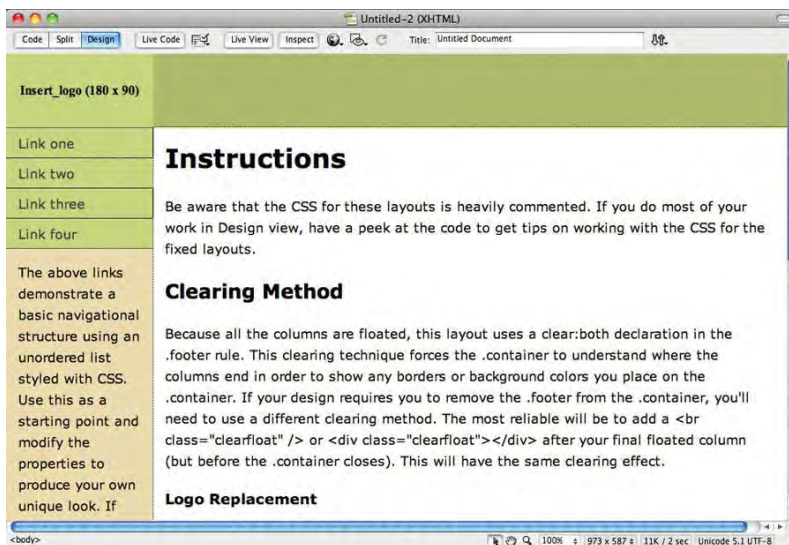 Untitled-2 (XHTML)
Code Split Design Live Code Live View Inspect Title: Untitled Document
Insert_logo (180 x 90)
Link one
Link two
Link three
Link four
The above links
demonstrate a
basic navigational
structure using an
unordered list
styled with CSS.
Use this as a
starting point and
modify the
properties to
produce your own
unique look. If
Instructions
Be aware that the CSS for these layouts is heavily commented. If you do most of your
work in Design view, have a peek at the code to get tips on working with the CSS for the
fixed layouts.
Clearing Method
Because all the columns are floated, this layout uses a clear:both declaration in the
.footer rule. This clearing technique forces the .container to understand where the
columns end in order to show any borders or background colors you place on the
.container. If your design requires you to remove the .footer from the .container, you'll
need to use a different clearing method. The most reliable will be to add a <br
class="clearfloat" /> or <div class="clearfloat"></div> after your final floated column
(but before the .container closes). This will have the same clearing effect.
Logo Replacement
<body> 100% 973 x 587 11K / 2 sec Unicode 5.1 UTF-8